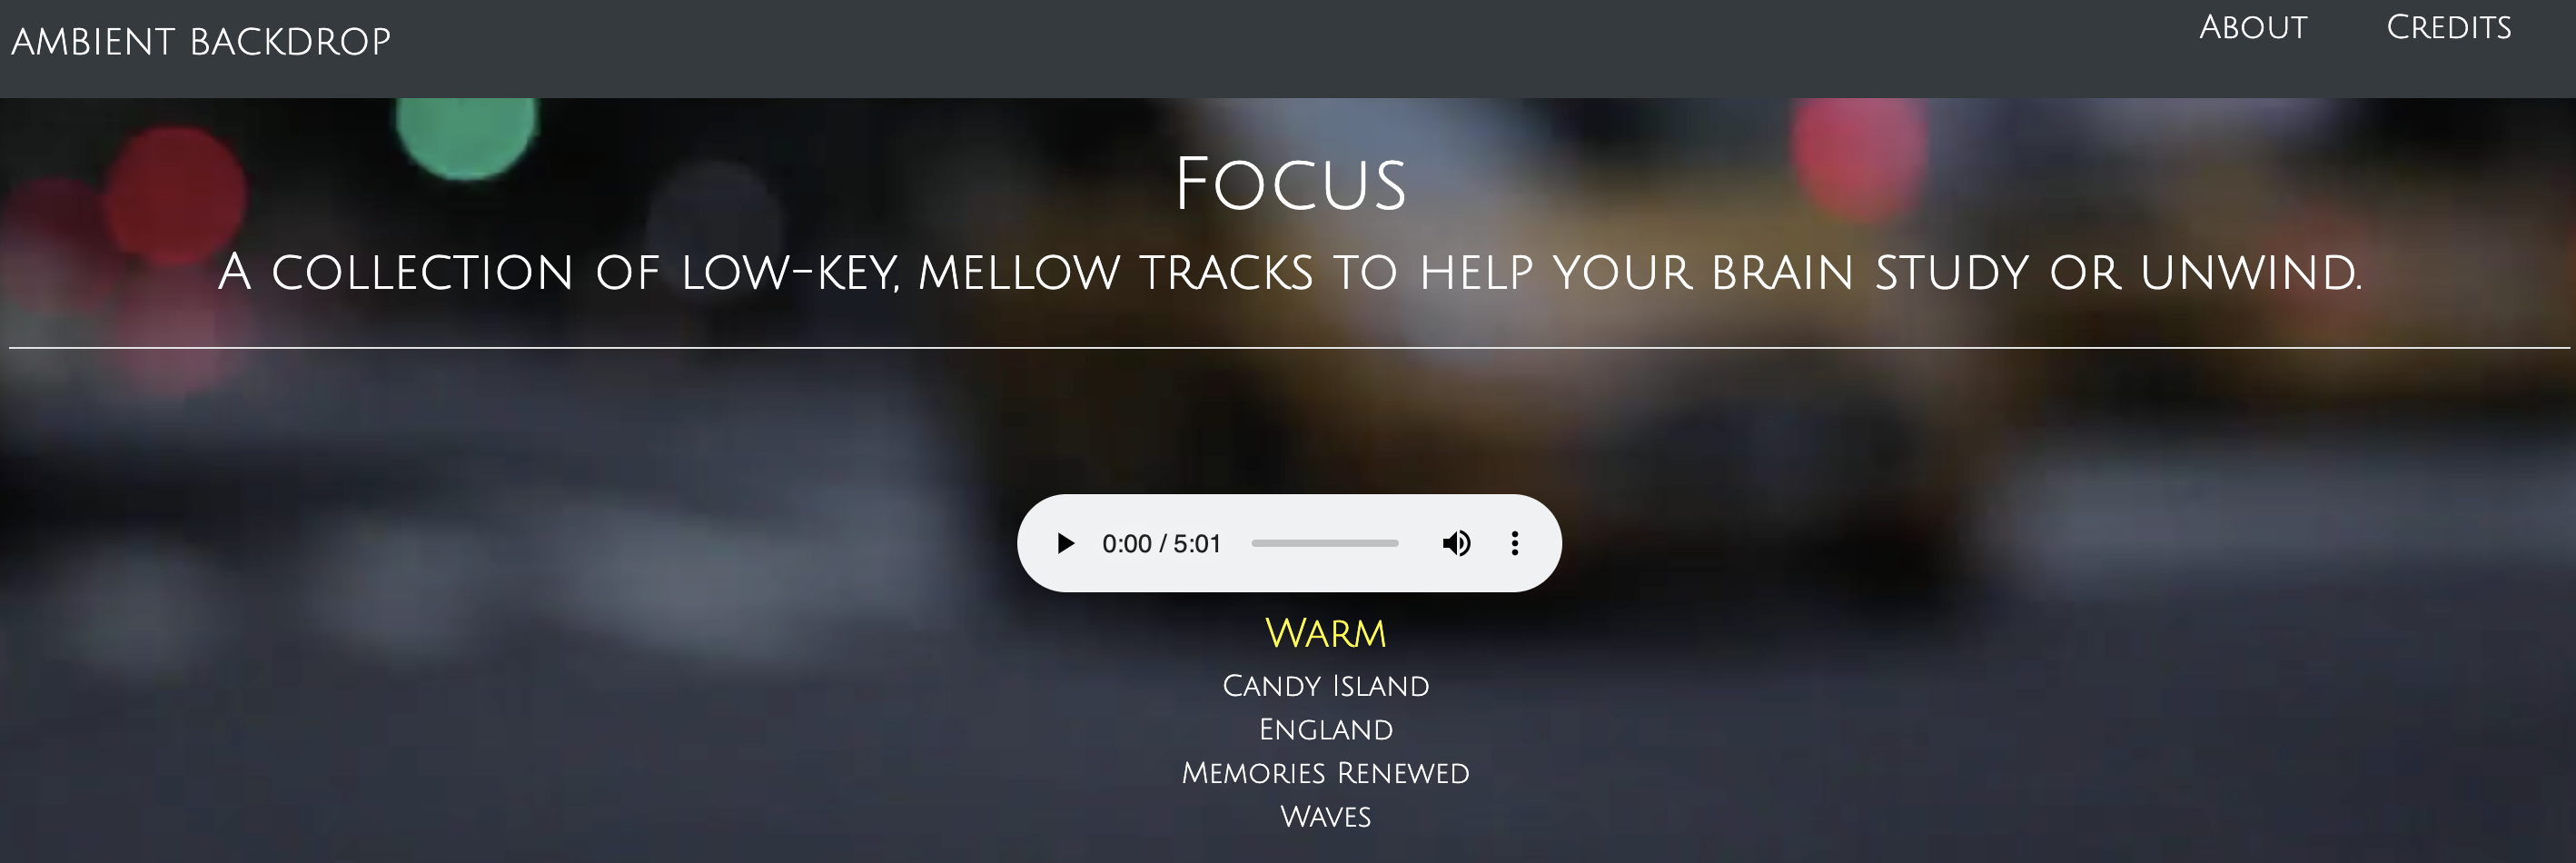 AMBIENT BACKDROP
About Credits
Focus
A collection of low-key, mellow tracks to help your brain study or unwind.
0:00 / 5:01
Warm
Candy Island
England
Memories Renewed
Waves